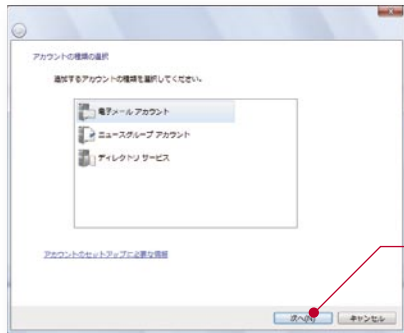 アカウントの種類の選択
追加するアカウントの種類を選択してください。
電子メール アカウント
ニュースグループ アカウント
ディレクトリ サービス
アカウントのセットアップに必要な情報
次へ(N)
キャンセル